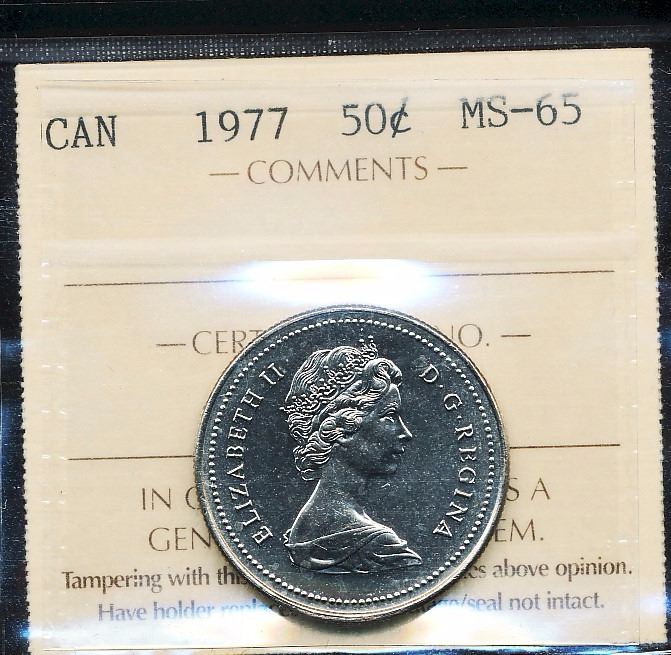 CAN 1977 50¢ MS-65
— COMMENTS —
— CERT NO. —
ELIZABETH II D·G·REGINA
IN S A
GEN EM.
Tampering with this above opinion.
Have holder seal not intact.